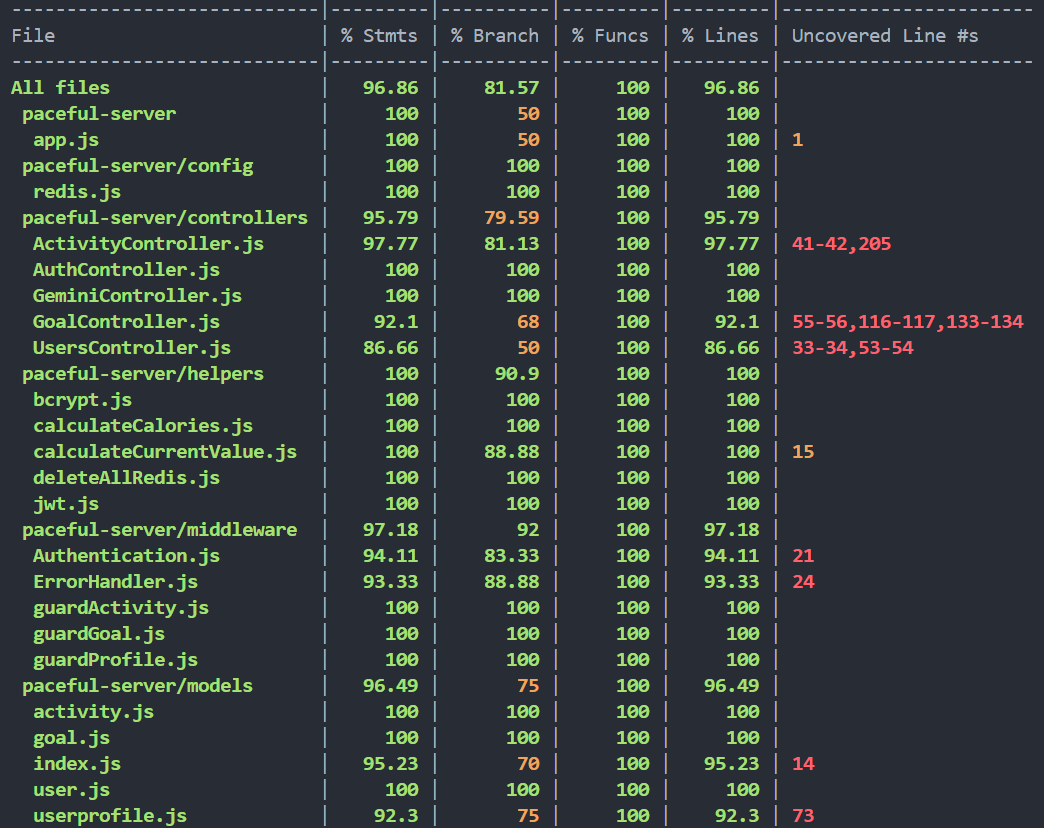 ----------------------------|---------|----------|---------|---------|-----------------------
File                        | % Stmts | % Branch | % Funcs | % Lines | Uncovered Line #s
----------------------------|---------|----------|---------|---------|-----------------------
All files                   |   96.86 |    81.57 |     100 |   96.86 |
 paceful-server             |     100 |       50 |     100 |     100 |
  app.js                    |     100 |       50 |     100 |     100 | 1
 paceful-server/config      |     100 |      100 |     100 |     100 |
  redis.js                  |     100 |      100 |     100 |     100 |
 paceful-server/controllers |   95.79 |    79.59 |     100 |   95.79 |
  ActivityController.js     |   97.77 |    81.13 |     100 |   97.77 | 41-42,205
  AuthController.js         |     100 |      100 |     100 |     100 |
  GeminiController.js       |     100 |      100 |     100 |     100 |
  GoalController.js         |    92.1 |       68 |     100 |    92.1 | 55-56,116-117,133-134
  UsersController.js        |   86.66 |       50 |     100 |   86.66 | 33-34,53-54
 paceful-server/helpers     |     100 |     90.9 |     100 |     100 |
  bcrypt.js                 |     100 |      100 |     100 |     100 |
  calculateCalories.js      |     100 |      100 |     100 |     100 |
  calculateCurrentValue.js  |     100 |    88.88 |     100 |     100 | 15
  deleteAllRedis.js         |     100 |      100 |     100 |     100 |
  jwt.js                    |     100 |      100 |     100 |     100 |
 paceful-server/middleware  |   97.18 |       92 |     100 |   97.18 |
  Authentication.js         |   94.11 |    83.33 |     100 |   94.11 | 21
  ErrorHandler.js           |   93.33 |    88.88 |     100 |   93.33 | 24
  guardActivity.js          |     100 |      100 |     100 |     100 |
  guardGoal.js              |     100 |      100 |     100 |     100 |
  guardProfile.js           |     100 |      100 |     100 |     100 |
 paceful-server/models      |   96.49 |       75 |     100 |   96.49 |
  activity.js               |     100 |      100 |     100 |     100 |
  goal.js                   |     100 |      100 |     100 |     100 |
  index.js                  |   95.23 |       70 |     100 |   95.23 | 14
  user.js                   |     100 |      100 |     100 |     100 |
  userprofile.js            |    92.3 |       75 |     100 |    92.3 | 73